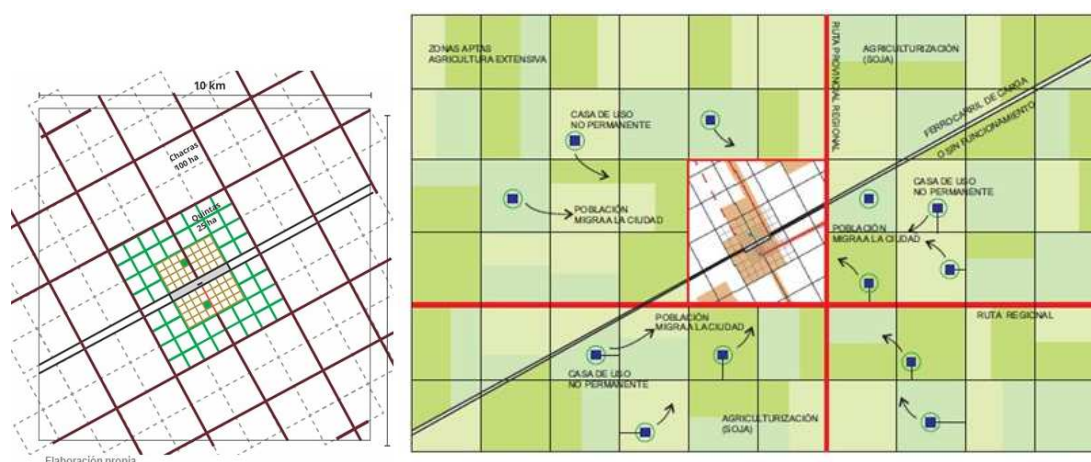 10 km
Chacras
100 ha
Quintas
25 ha
Elaboración propia
ZONAS APTAS
AGRICULTURA EXTENSIVA
RUTA PROVINCIAL REGIONAL
AGRICULTURIZACIÓN
(SOJA)
FERROCARRIL DE CARGA
O SIN FUNCIONAMIENTO
CASA DE USO
NO PERMANENTE
POBLACIÓN
MIGRA A LA CIUDAD
CASA DE USO
NO PERMANENTE
POBLACIÓN
MIGRA A LA CIUDAD
RUTA REGIONAL
POBLACIÓN
MIGRA A LA CIUDAD
CASA DE USO
NO PERMANENTE
AGRICULTURIZACIÓN
(SOJA)